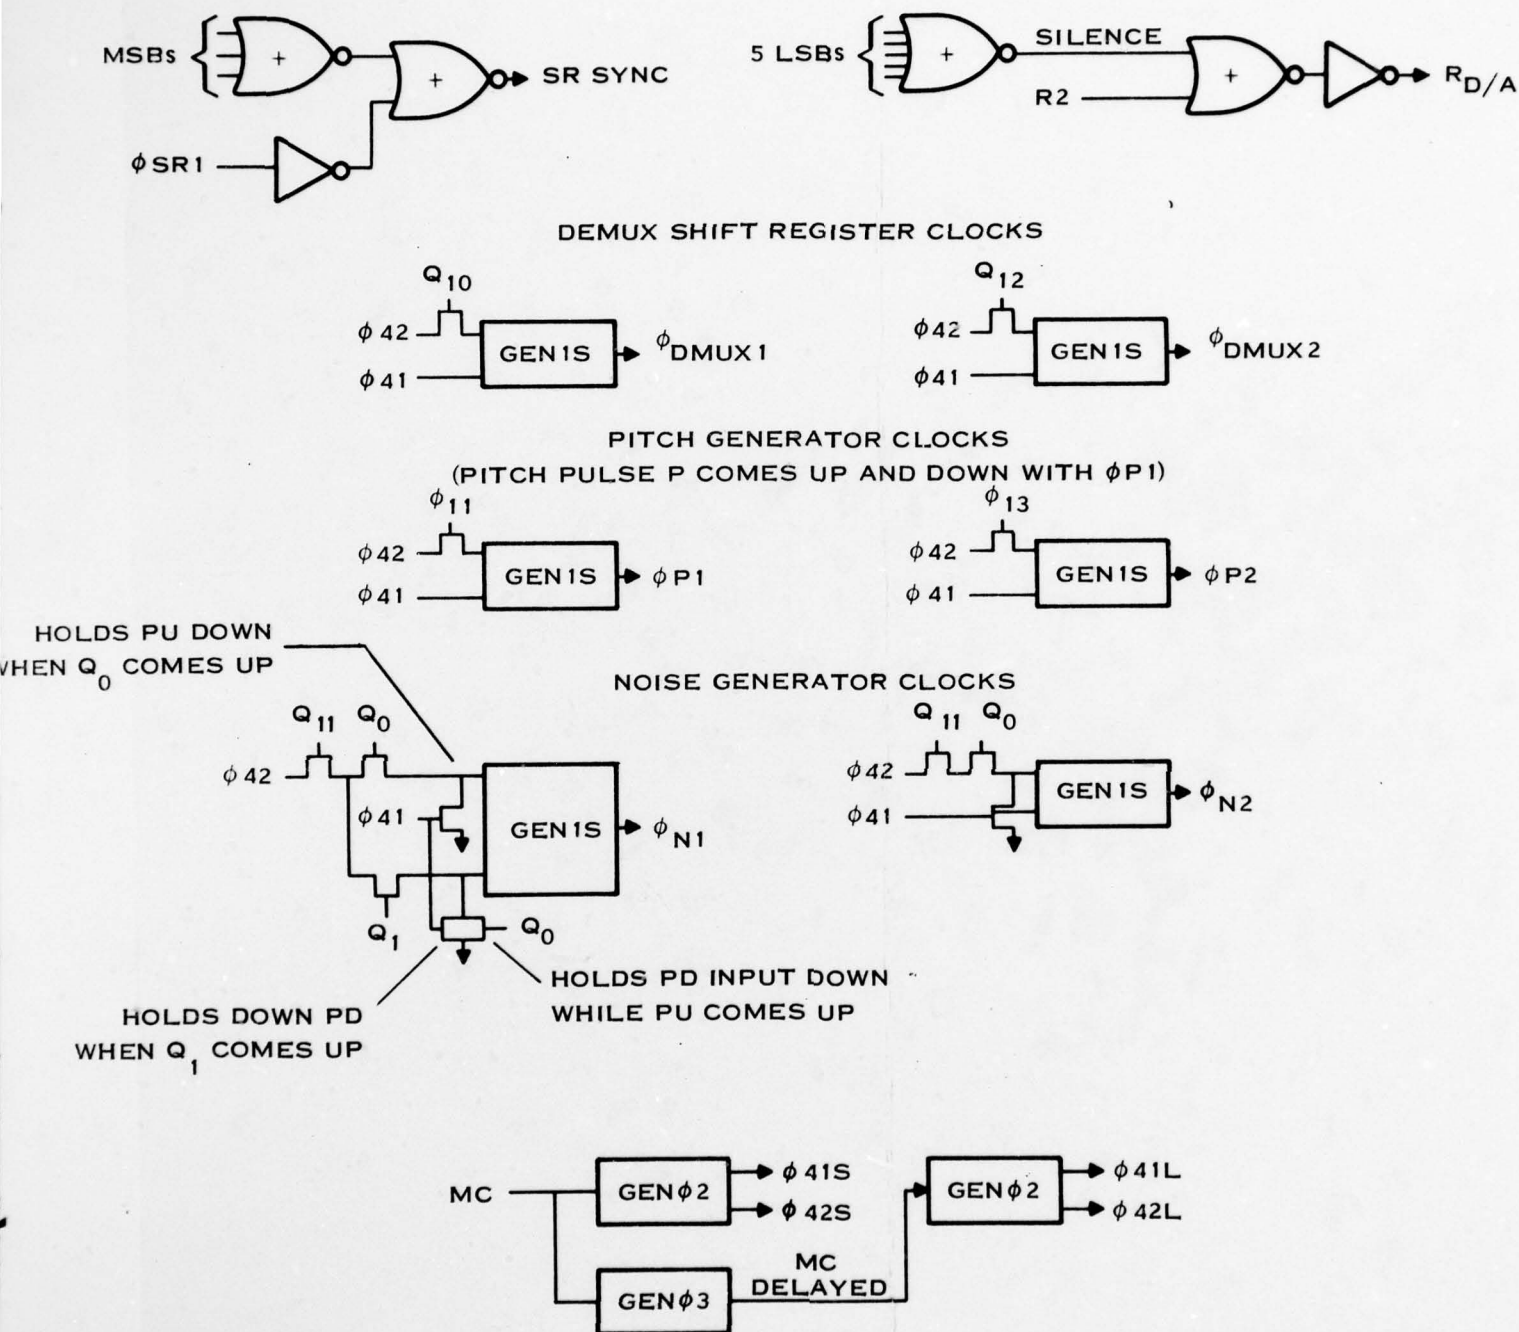 MSBs
+
+
SR SYNC
ϕSR1
5 LSBs
+
SILENCE
R2
+
R D/A
DEMUX SHIFT REGISTER CLOCKS
Q10
ϕ42
ϕ41
GEN1S
ϕDMUX1
Q12
ϕ42
ϕ41
GEN1S
ϕDMUX2
PITCH GENERATOR CLOCKS
(PITCH PULSE P COMES UP AND DOWN WITH ϕP1)
ϕ11
ϕ42
ϕ41
GEN1S
ϕP1
ϕ13
ϕ42
ϕ41
GEN1S
ϕP2
HOLDS PU DOWN
WHEN Q0 COMES UP
NOISE GENERATOR CLOCKS
Q11 Q0
ϕ42
ϕ41
GEN1S
ϕN1
Q1
Q0
Q11 Q0
ϕ42
ϕ41
GEN1S
ϕN2
HOLDS PD INPUT DOWN
WHILE PU COMES UP
HOLDS DOWN PD
WHEN Q1 COMES UP
MC
GENϕ2
ϕ41S
ϕ42S
GENϕ3
MC
DELAYED
GENϕ2
ϕ41L
ϕ42L